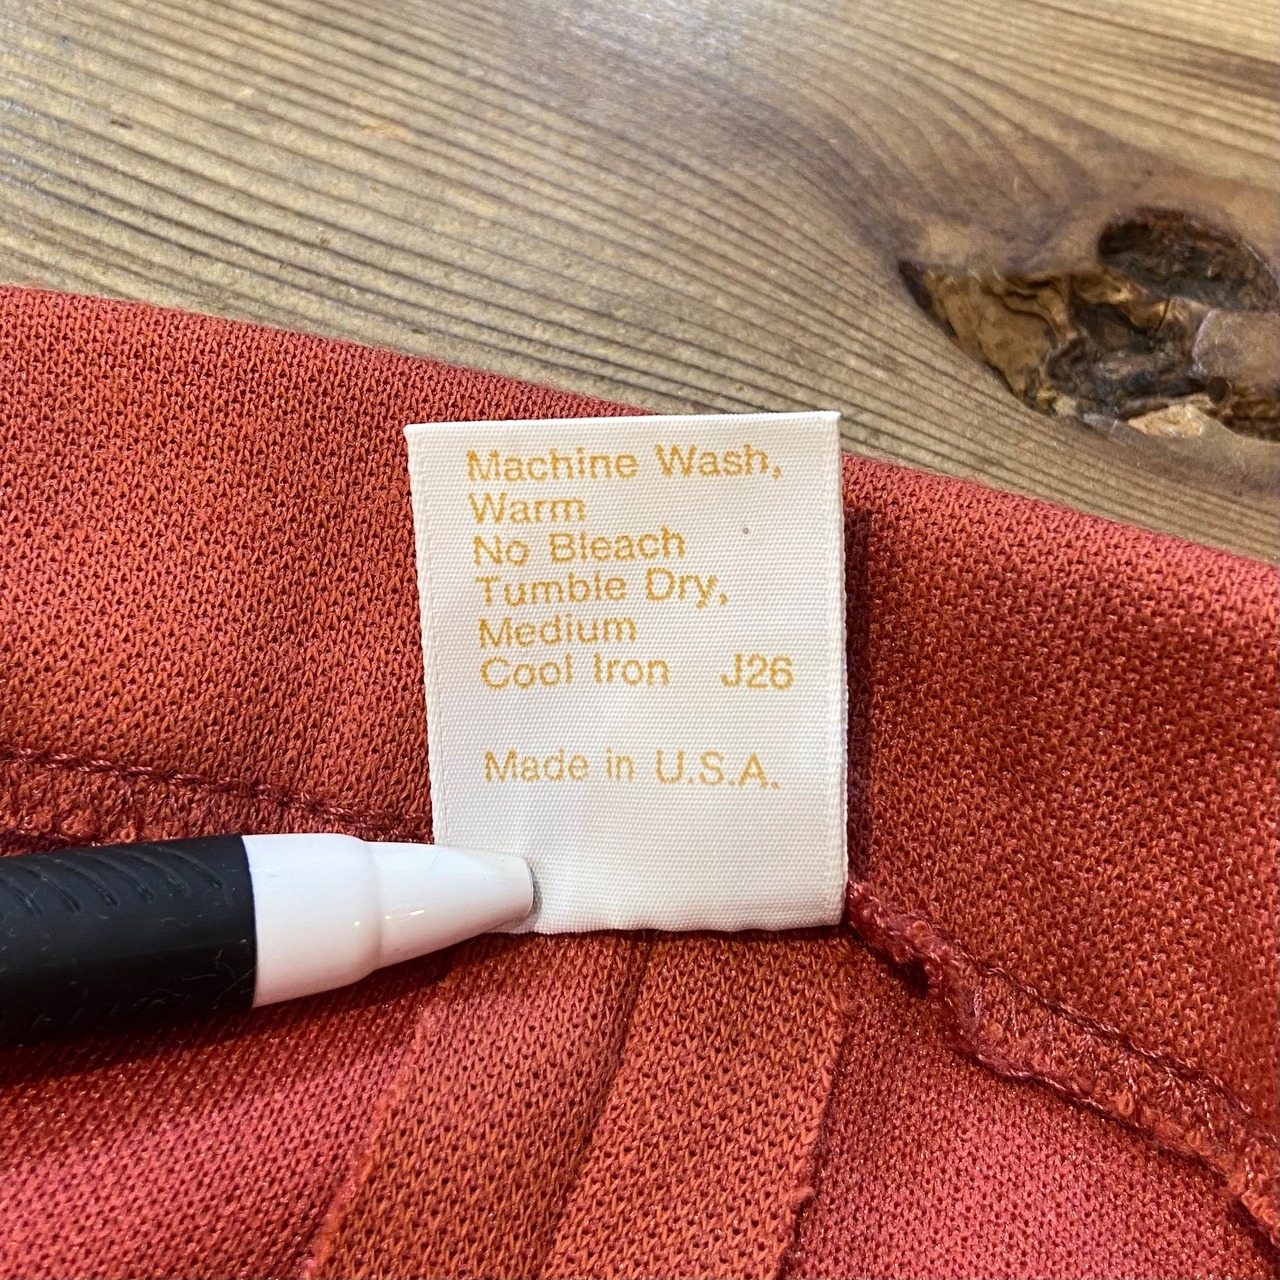 Machine Wash,
Warm
No Bleach
Tumble Dry,
Medium
Cool Iron J26
Made in U.S.A.